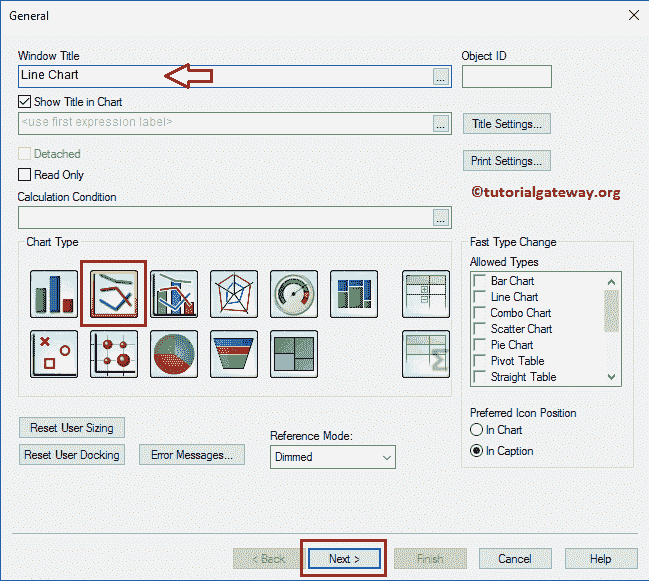 General
Window Title
Object ID
Line Chart
...
Show Title in Chart
<use first expression label>
...
Title Settings...
Detached
Print Settings...
Read Only
©tutorialgateway.org
Calculation Condition
...
Chart Type
Fast Type Change
Allowed Types
Bar Chart
Line Chart
Combo Chart
Scatter Chart
Pie Chart
Pivot Table
Straight Table
Preferred Icon Position
In Chart
In Caption
Reset User Sizing
Reset User Docking
Error Messages...
Reference Mode:
Dimmed
< Back
Next >
Finish
Cancel
Help